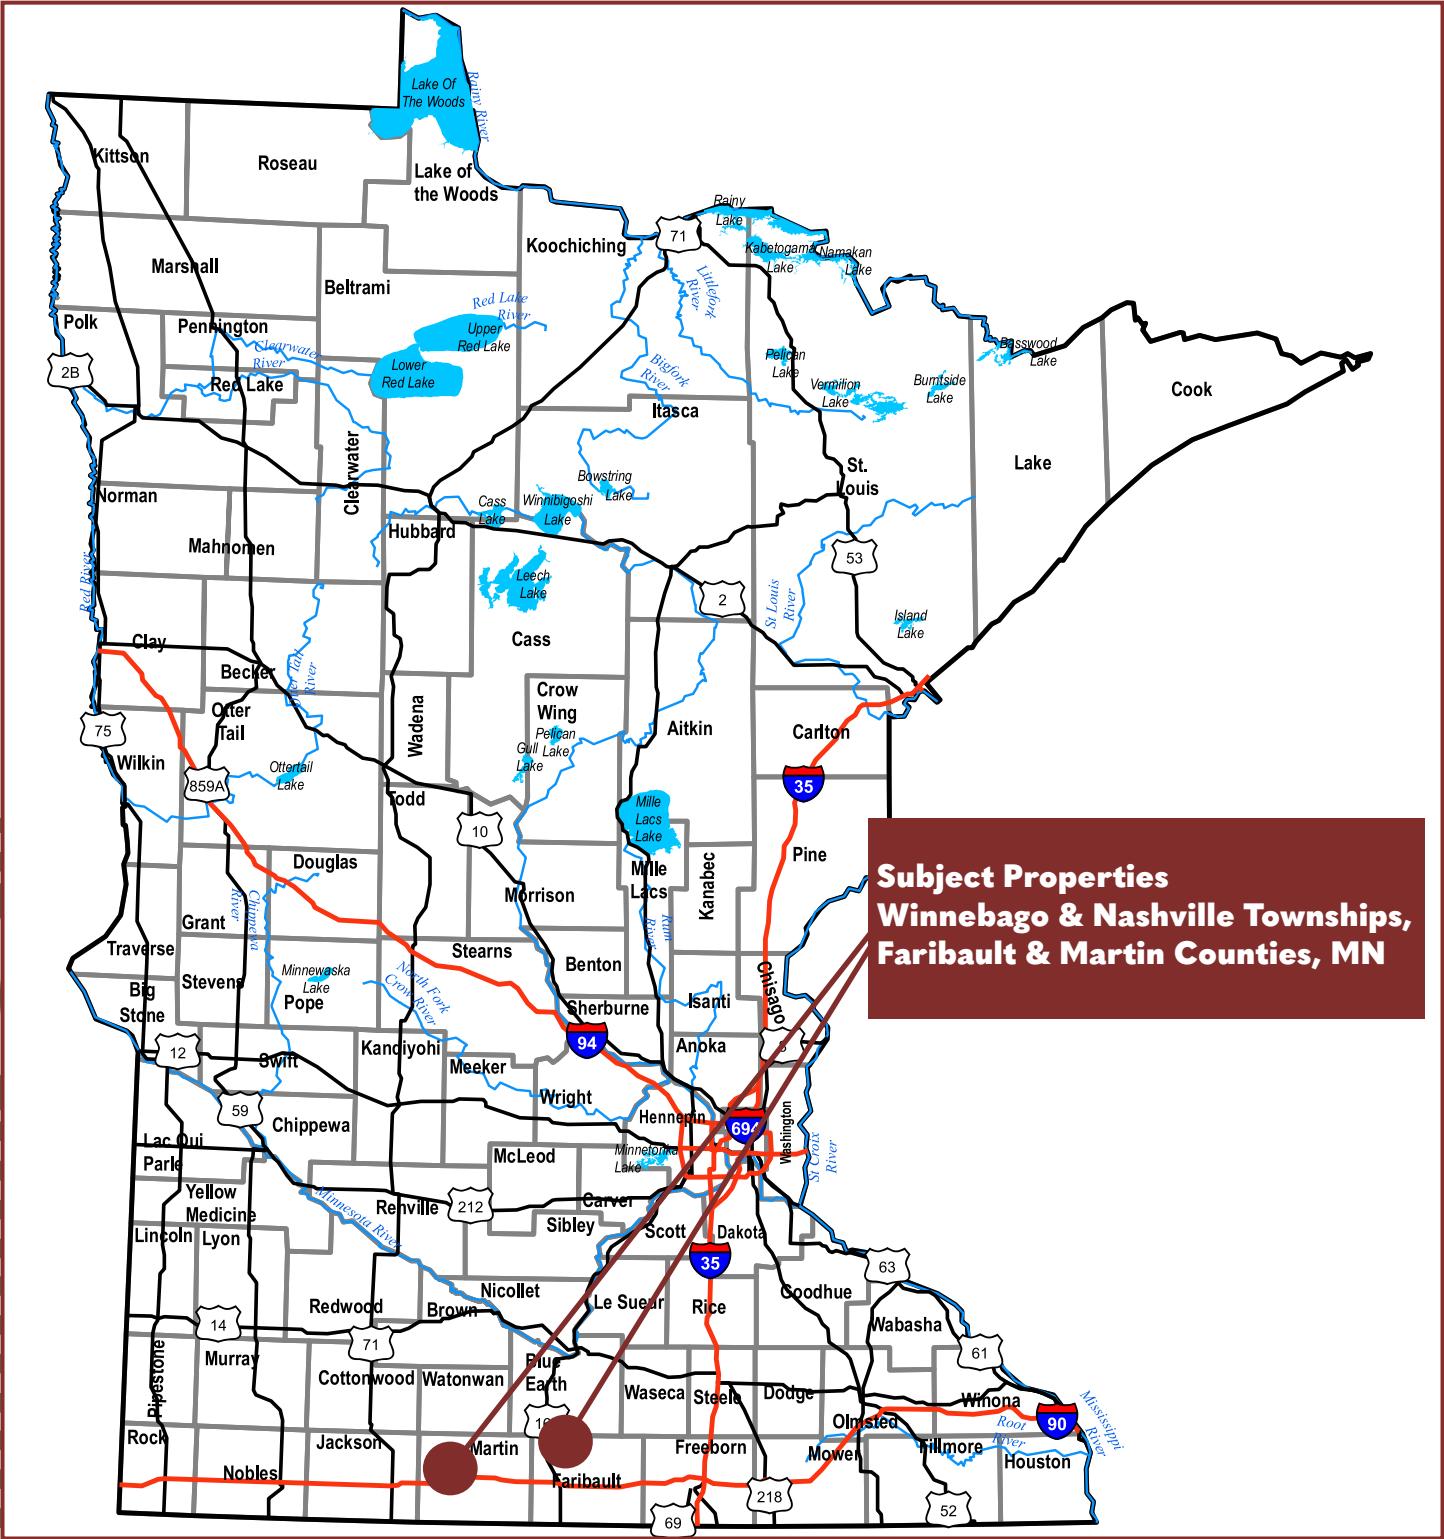 Lake Of
The Woods
Rainy River
Kittson
Roseau
Lake of
the Woods
Rainy
Lake
Koochiching
71
Kabetogama
Lake
Namakan
Lake
Marshall
Beltrami
Littlefork
River
Red Lake
River
Polk
Pennington
Upper
Red Lake
Clearwater
River
Basswood
Lake
Pelican
Lake
2B
Lower
Red Lake
Bigfork
River
Red Lake
Vermilion
Lake
Burntside
Lake
Cook
Itasca
Clearwater
St.
Louis
Lake
Norman
Bowstring
Lake
Cass
Lake
Winnibigoshi
Lake
Hubbard
Mahnomen
53
Red River
Leech
Lake
2
St Louis
River
Island
Lake
Clay
Cass
Becker
Otter Tail
River
Crow
Wing
Otter
Tail
Wadena
Pelican
Lake
Gull
Lake
Aitkin
Carlton
75
Wilkin
Ottertail
Lake
859A
35
Todd
Mille
Lacs
Lake
10
Douglas
Pine
Mille
Lacs
Kanabec
Morrison
Subject Properties
Winnebago & Nashville Townships,
Faribault & Martin Counties, MN
Chippewa
River
Grant
Rum
River
Traverse
Stearns
Benton
Stevens
Minnewaska
Lake
Pope
North Fork
Crow River
Chisago
Big
Stone
Isanti
Sherburne
94
Anoka
8
12
Swift
Kandiyohi
Meeker
Wright
59
Chippewa
Hennepin
694
Washington
Lac Qui
Parle
McLeod
Minnetonka
Lake
St Croix
River
Yellow
Medicine
Minnesota River
Renville
212
Carver
Sibley
Scott
Dakota
Lincoln
Lyon
35
63
Nicollet
Le Sueur
Rice
Goodhue
Redwood
Brown
14
71
Wabasha
61
Murray
Pipestone
Cottonwood
Watonwan
Blue
Earth
Waseca
Steele
Dodge
Winona
Olmsted
90
Mississippi
River
Root
River
Rock
Jackson
Martin
Freeborn
Mower
Fillmore
Houston
Nobles
Faribault
218
52
69